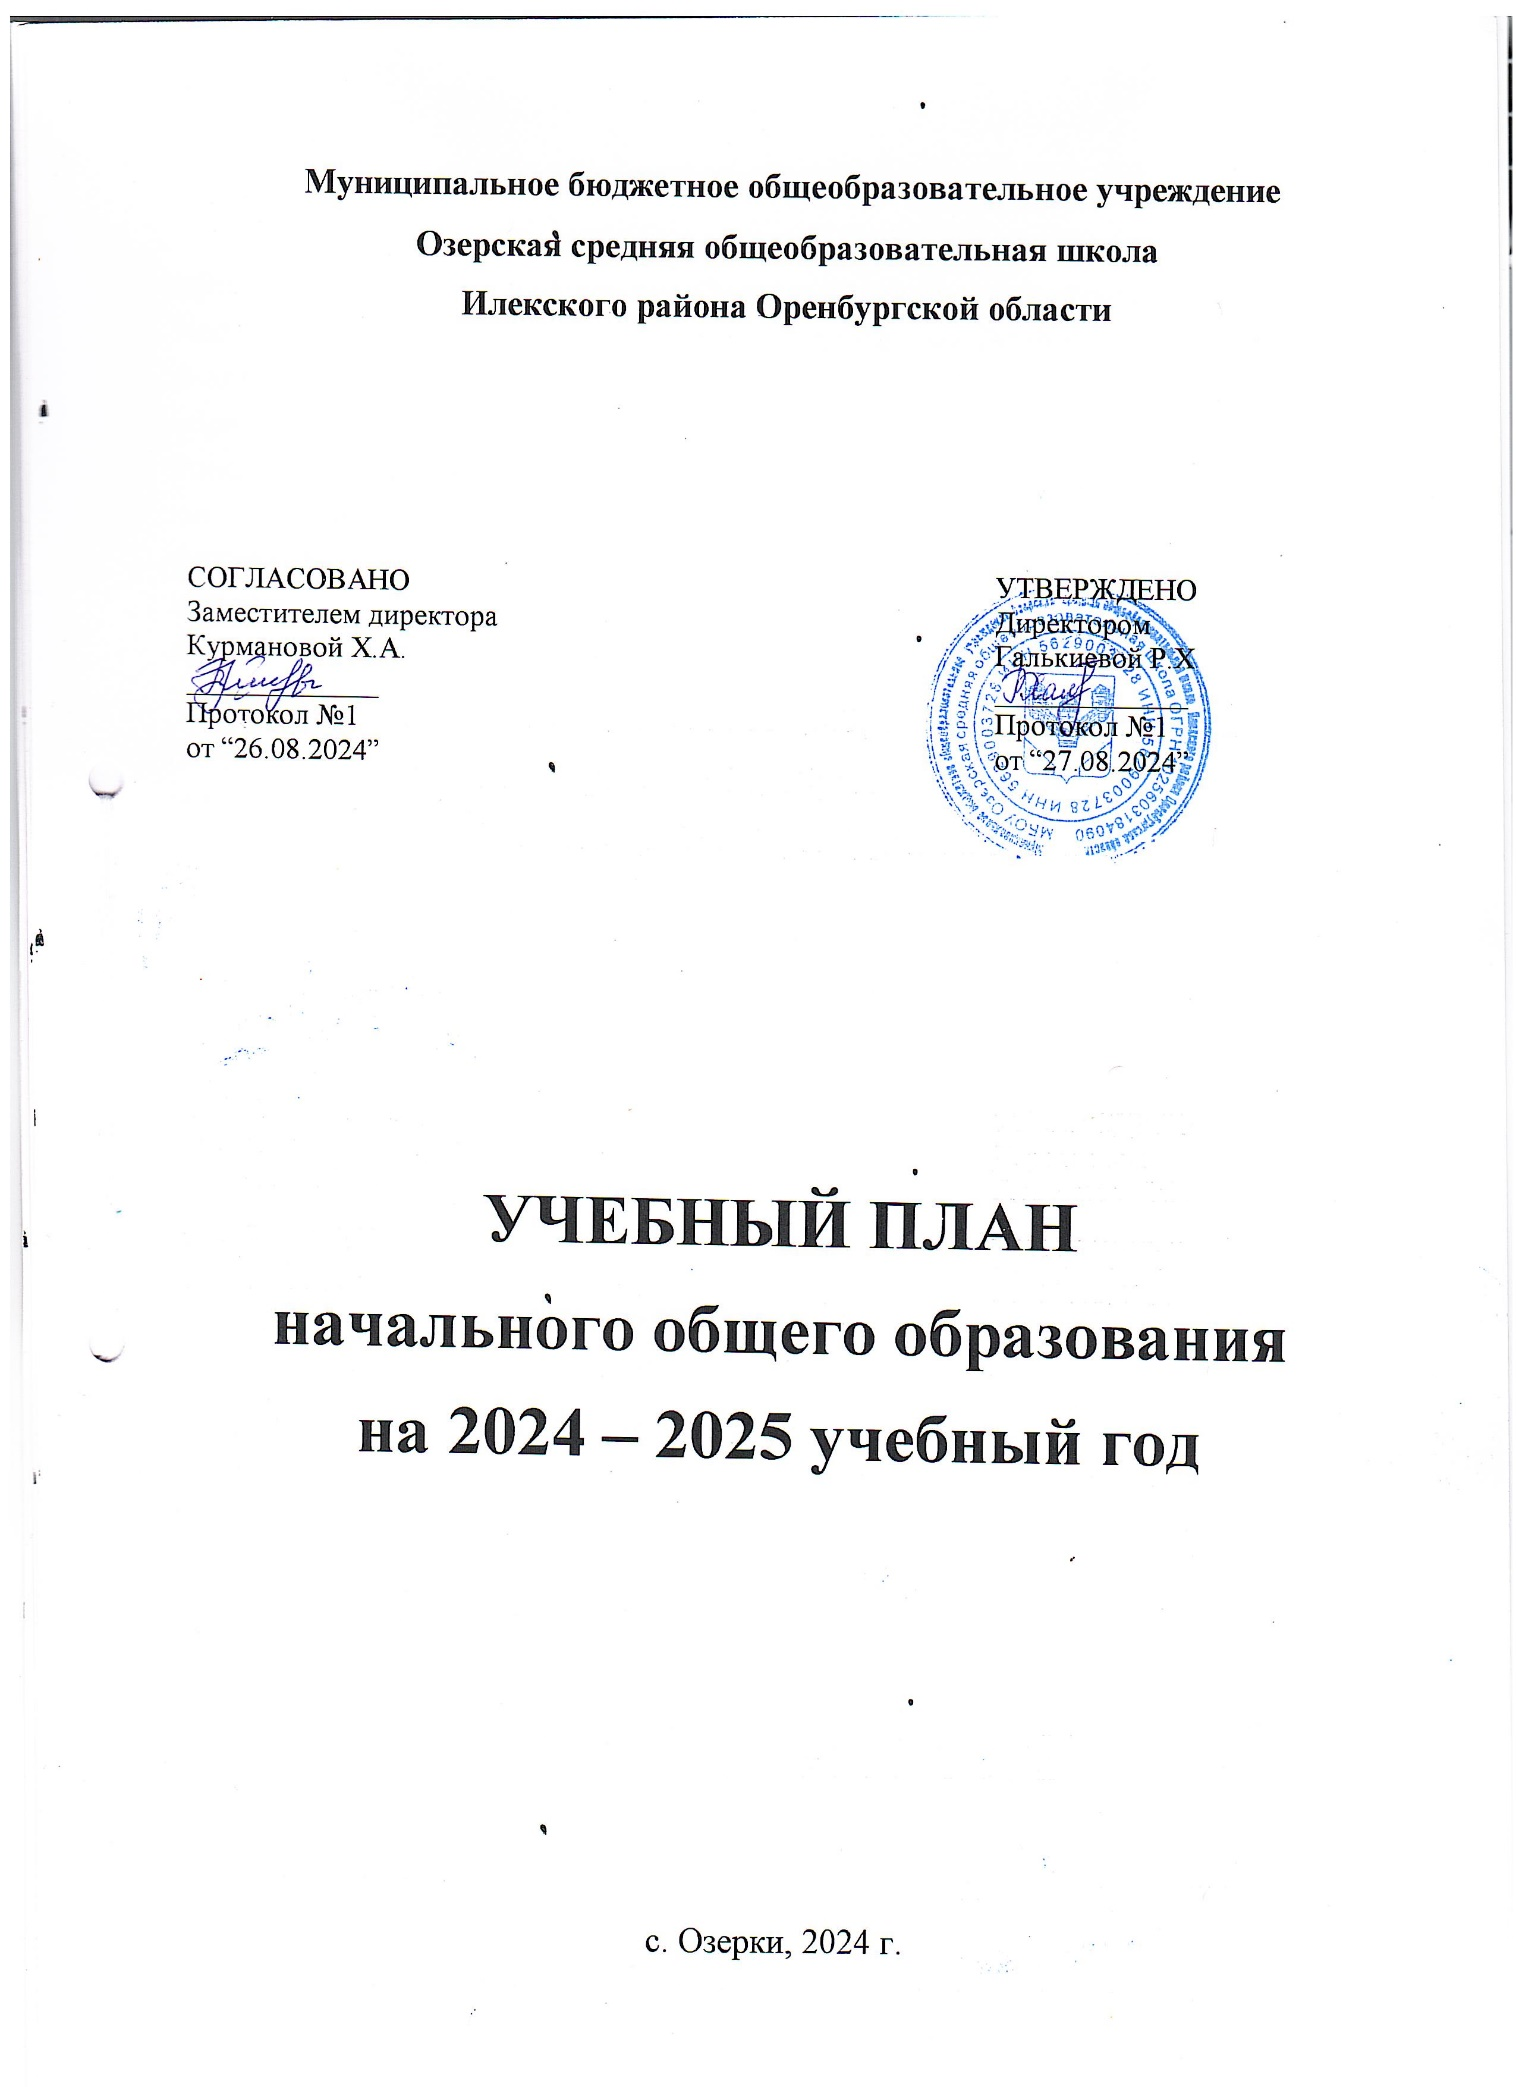 Муниципальное бюджетное общеобразовательное учреждение
Озерская средняя общеобразовательная школа
Илекского района Оренбургской области
СОГЛАСОВАНО
Заместителем директора
Курмановой Х.А.
Протокол №1
от “26.08.2024”
УТВЕРЖДЕНО
Директором
Галькиевой Р.Х
Протокол №1
от “27.08.2024”
УЧЕБНЫЙ ПЛАН
начального общего образования
на 2024 – 2025 учебный год
с. Озерки, 2024 г.